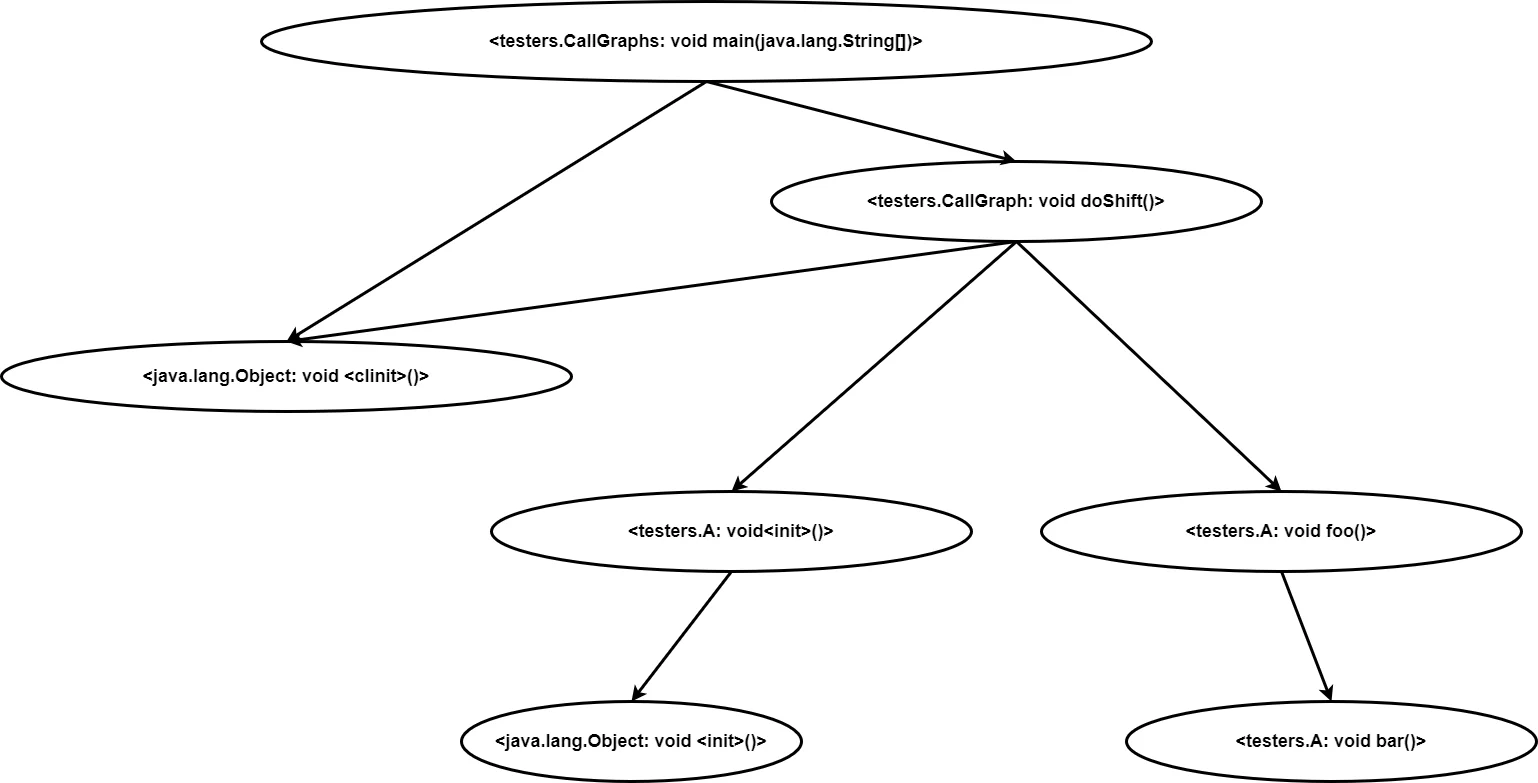 <testers.CallGraphs: void main(java.lang.String[])>
<testers.CallGraph: void doShift()>
<java.lang.Object: void <clinit>()>
<testers.A: void<init>()>
<testers.A: void foo()>
<java.lang.Object: void <init>()>
<testers.A: void bar()>